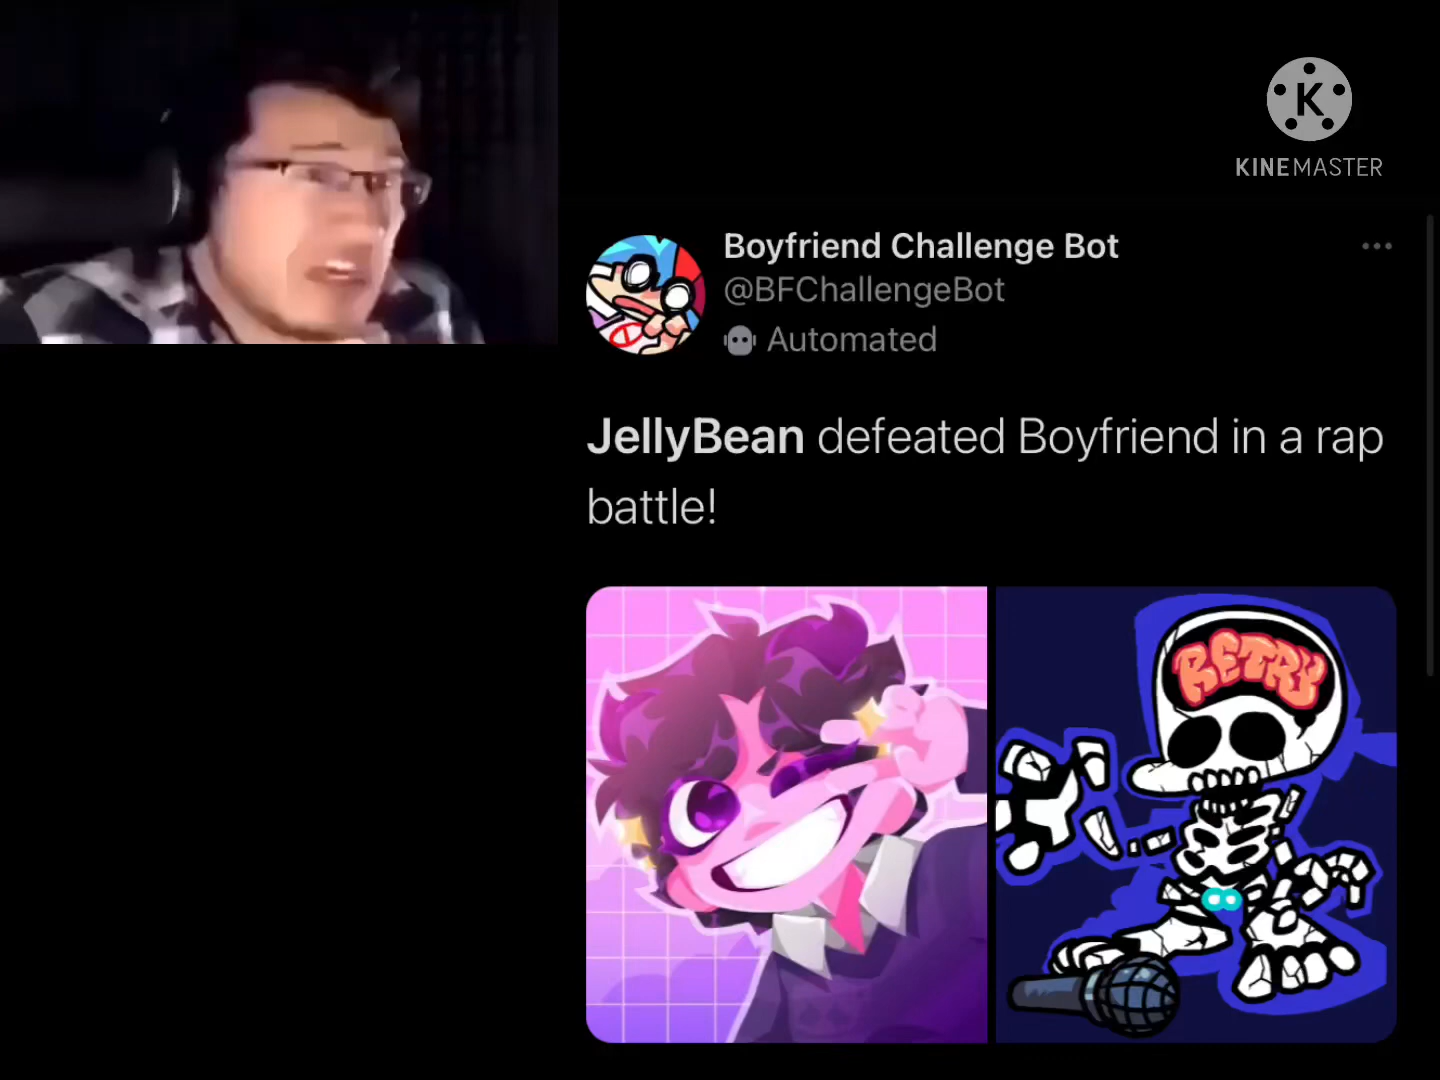 K
KINEMASTER
Boyfriend Challenge Bot
@BFChallengeBot
Automated
JellyBean defeated Boyfriend in a rap
battle!
RETRY